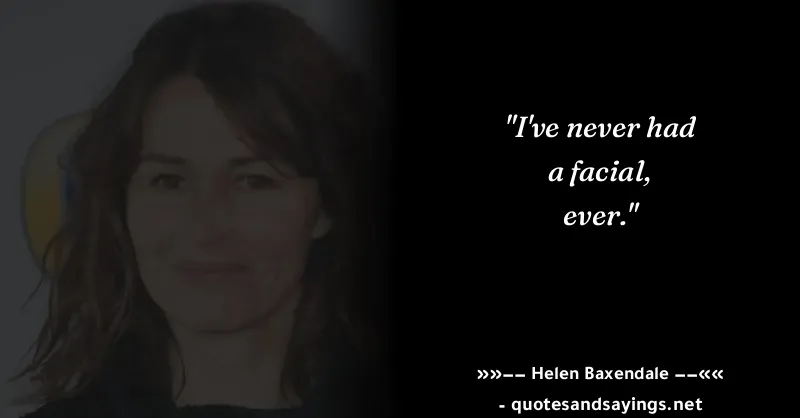 "I've never had
a facial,
ever."
»»–– Helen Baxendale ––««
- quotesandsayings.net